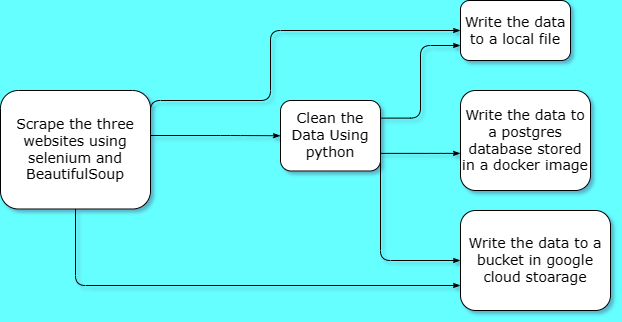 Write the data
to a local file
Scrape the three
websites using
selenium and
BeautifulSoup
Clean the
Data Using
python
Write the data to
a postgres
database stored
in a docker image
Write the data to a
bucket in google
cloud stoarage